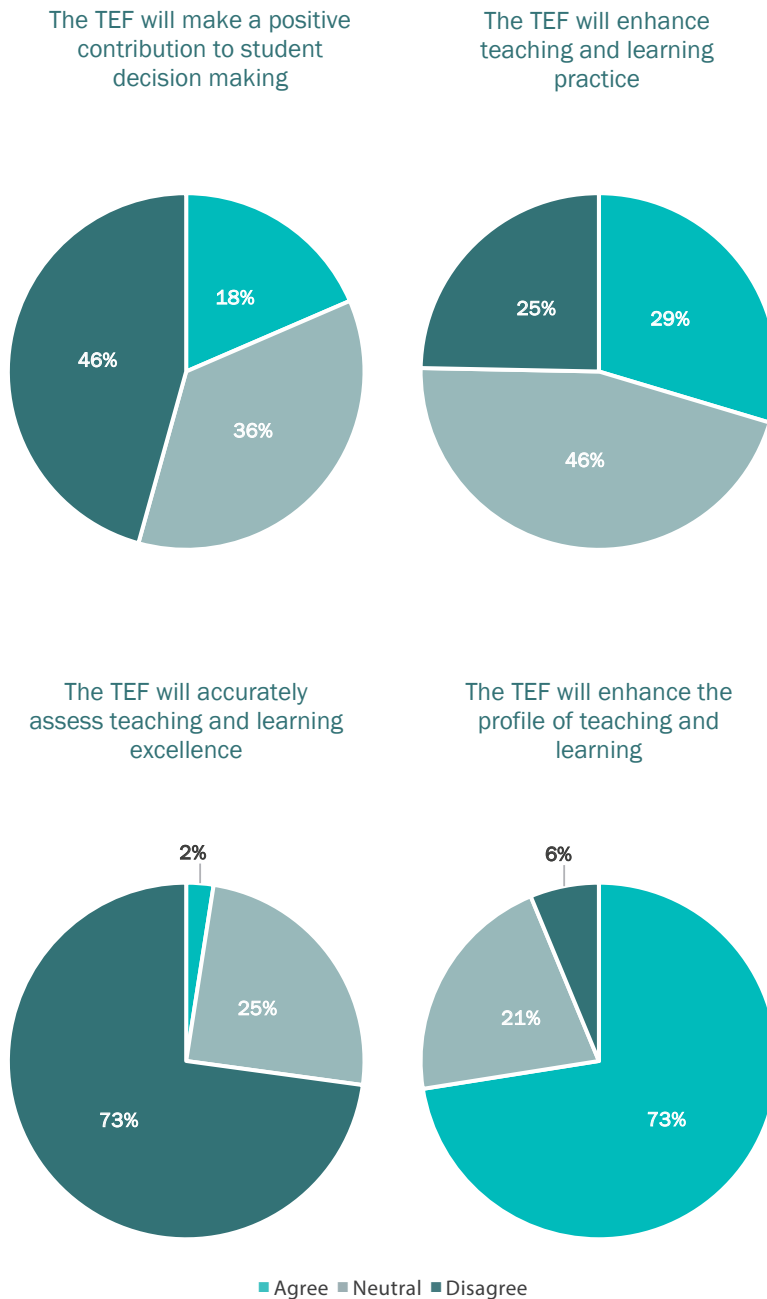 The TEF will make a positive
contribution to student
decision making
18%
36%
46%
The TEF will enhance
teaching and learning
practice
29%
46%
25%
The TEF will accurately
assess teaching and learning
excellence
2%
25%
73%
The TEF will enhance the
profile of teaching and
learning
6%
21%
73%
Agree Neutral Disagree